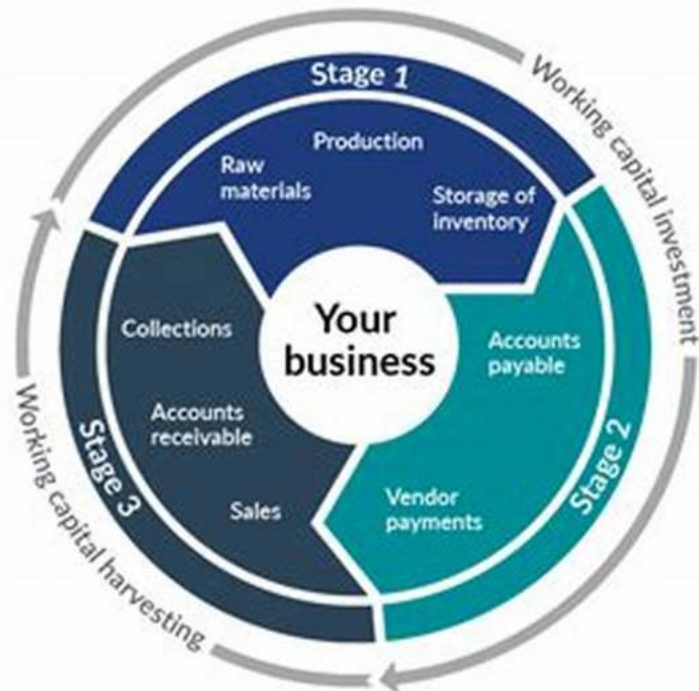 Stage 1
Production
Raw
materials
Storage of
inventory
Working capital investment
Your
business
Accounts
payable
Vendor
payments
Stage 2
Collections
Accounts
receivable
Sales
Stage 3
Working capital harvesting